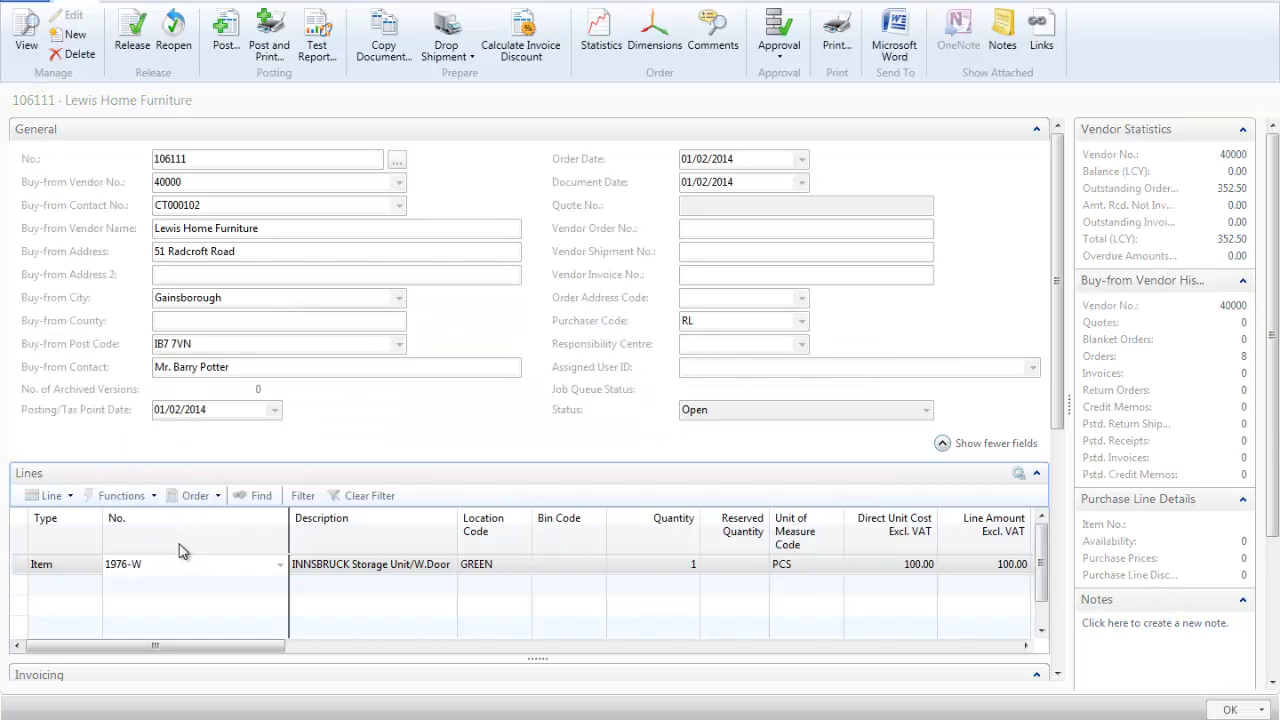 Edit
New
Delete
View
Manage
Release
Reopen
Release
Post...
Post and
Print...
Test
Report...
Posting
Copy
Document...
Drop
Shipment
Calculate Invoice
Discount
Prepare
Statistics
Dimensions
Comments
Order
Approval
Approval
Print...
Print
Microsoft
Word
Send To
OneNote
Notes
Links
Show Attached
106111 · Lewis Home Furniture
General
No.: 106111 ...
Buy-from Vendor No.: 40000
Buy-from Contact No.: CT000102
Buy-from Vendor Name: Lewis Home Furniture
Buy-from Address: 51 Radcroft Road
Buy-from Address 2:
Buy-from City: Gainsborough
Buy-from County:
Buy-from Post Code: IB7 7VN
Buy-from Contact: Mr. Barry Potter
No. of Archived Versions: 0
Posting/Tax Point Date: 01/02/2014
Order Date: 01/02/2014
Document Date: 01/02/2014
Quote No.:
Vendor Order No.:
Vendor Shipment No.:
Vendor Invoice No.:
Order Address Code:
Purchaser Code: RL
Responsibility Centre:
Assigned User ID:
Job Queue Status:
Status: Open
Show fewer fields
Lines
Line Functions Order Find Filter Clear Filter
Type No. Description Location Code Bin Code Quantity Reserved Quantity Unit of Measure Code Direct Unit Cost Excl. VAT Line Amount Excl. VAT
Item 1976-W INNSBRUCK Storage Unit/W.Door GREEN 1 PCS 100.00 100.00
Invoicing
Vendor Statistics
Vendor No.: 40000
Balance (LCY): 0.00
Outstanding Order... 352.50
Amt. Rcd. Not Inv... 0.00
Outstanding Invoi... 0.00
Total (LCY): 352.50
Overdue Amounts... 0.00
Buy-from Vendor His...
Vendor No.: 40000
Quotes: 0
Blanket Orders: 0
Orders: 8
Invoices: 0
Return Orders: 0
Credit Memos: 0
Pstd. Return Ship... 0
Pstd. Receipts: 0
Pstd. Invoices: 0
Pstd. Credit Memos: 0
Purchase Line Details
Item No.:
Availability: 0
Purchase Prices: 0
Purchase Line Disc... 0
Notes
Click here to create a new note.
OK